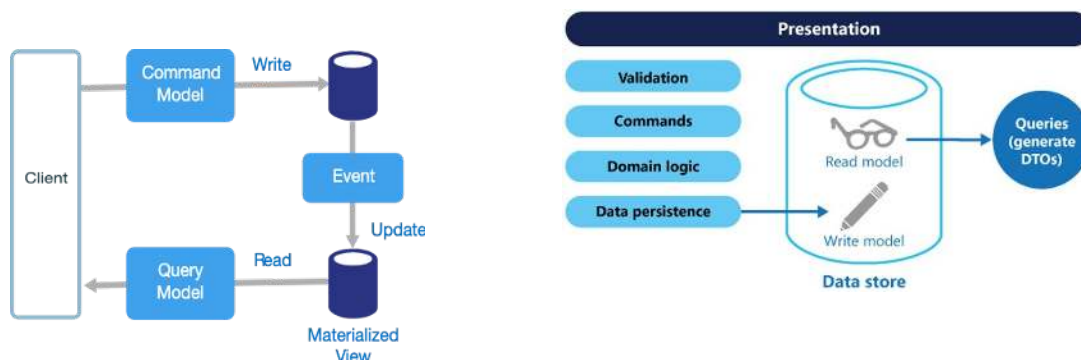 Client
Command
Model
Write
Event
Update
Query
Model
Read
Materialized
View
Presentation
Validation
Commands
Domain logic
Data persistence
Read model
Write model
Data store
Queries
(generate
DTOs)